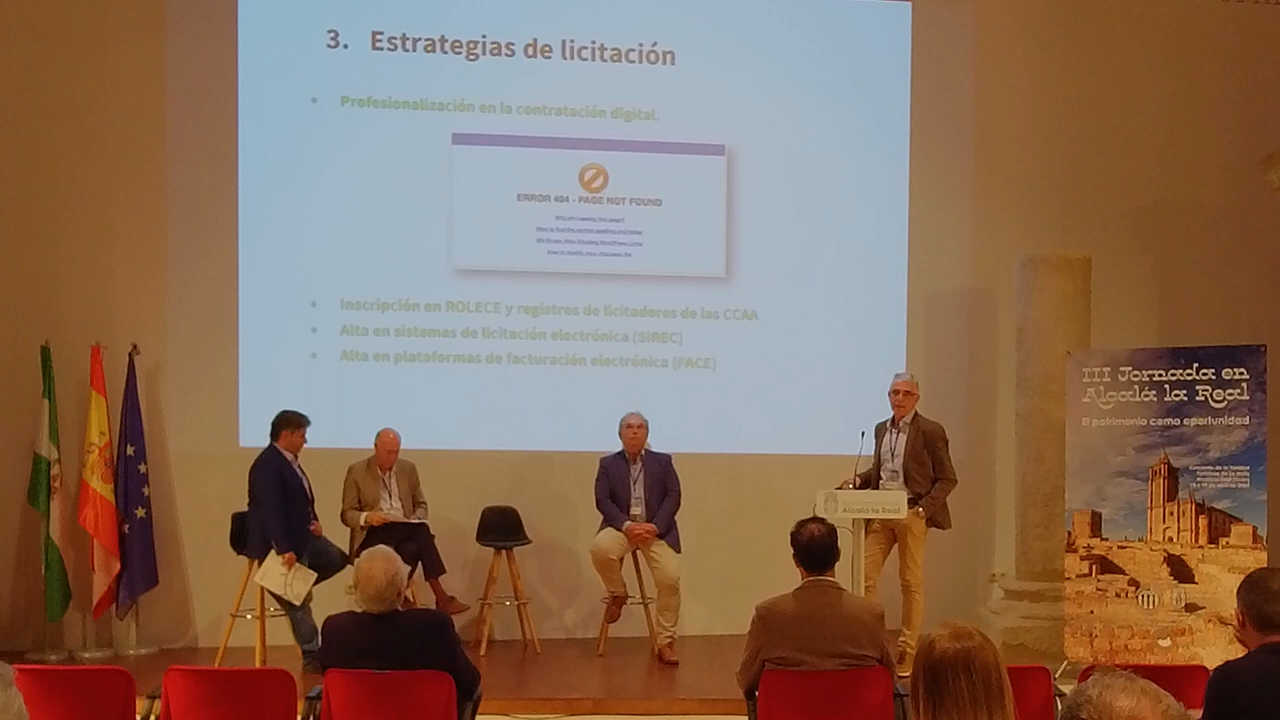 3. Estrategias de licitación
• Profesionalización en la contratación digital.
ERROR 404 - PAGE NOT FOUND
• Inscripción en ROLECE y registros de licitadores de las CCAA
• Alta en sistemas de licitación electrónica (SiREC)
• Alta en plataformas de facturación electrónica (FACE)
Alcalá la Real
III Jornada en
Alcalá la Real
El patrimonio como oportunidad